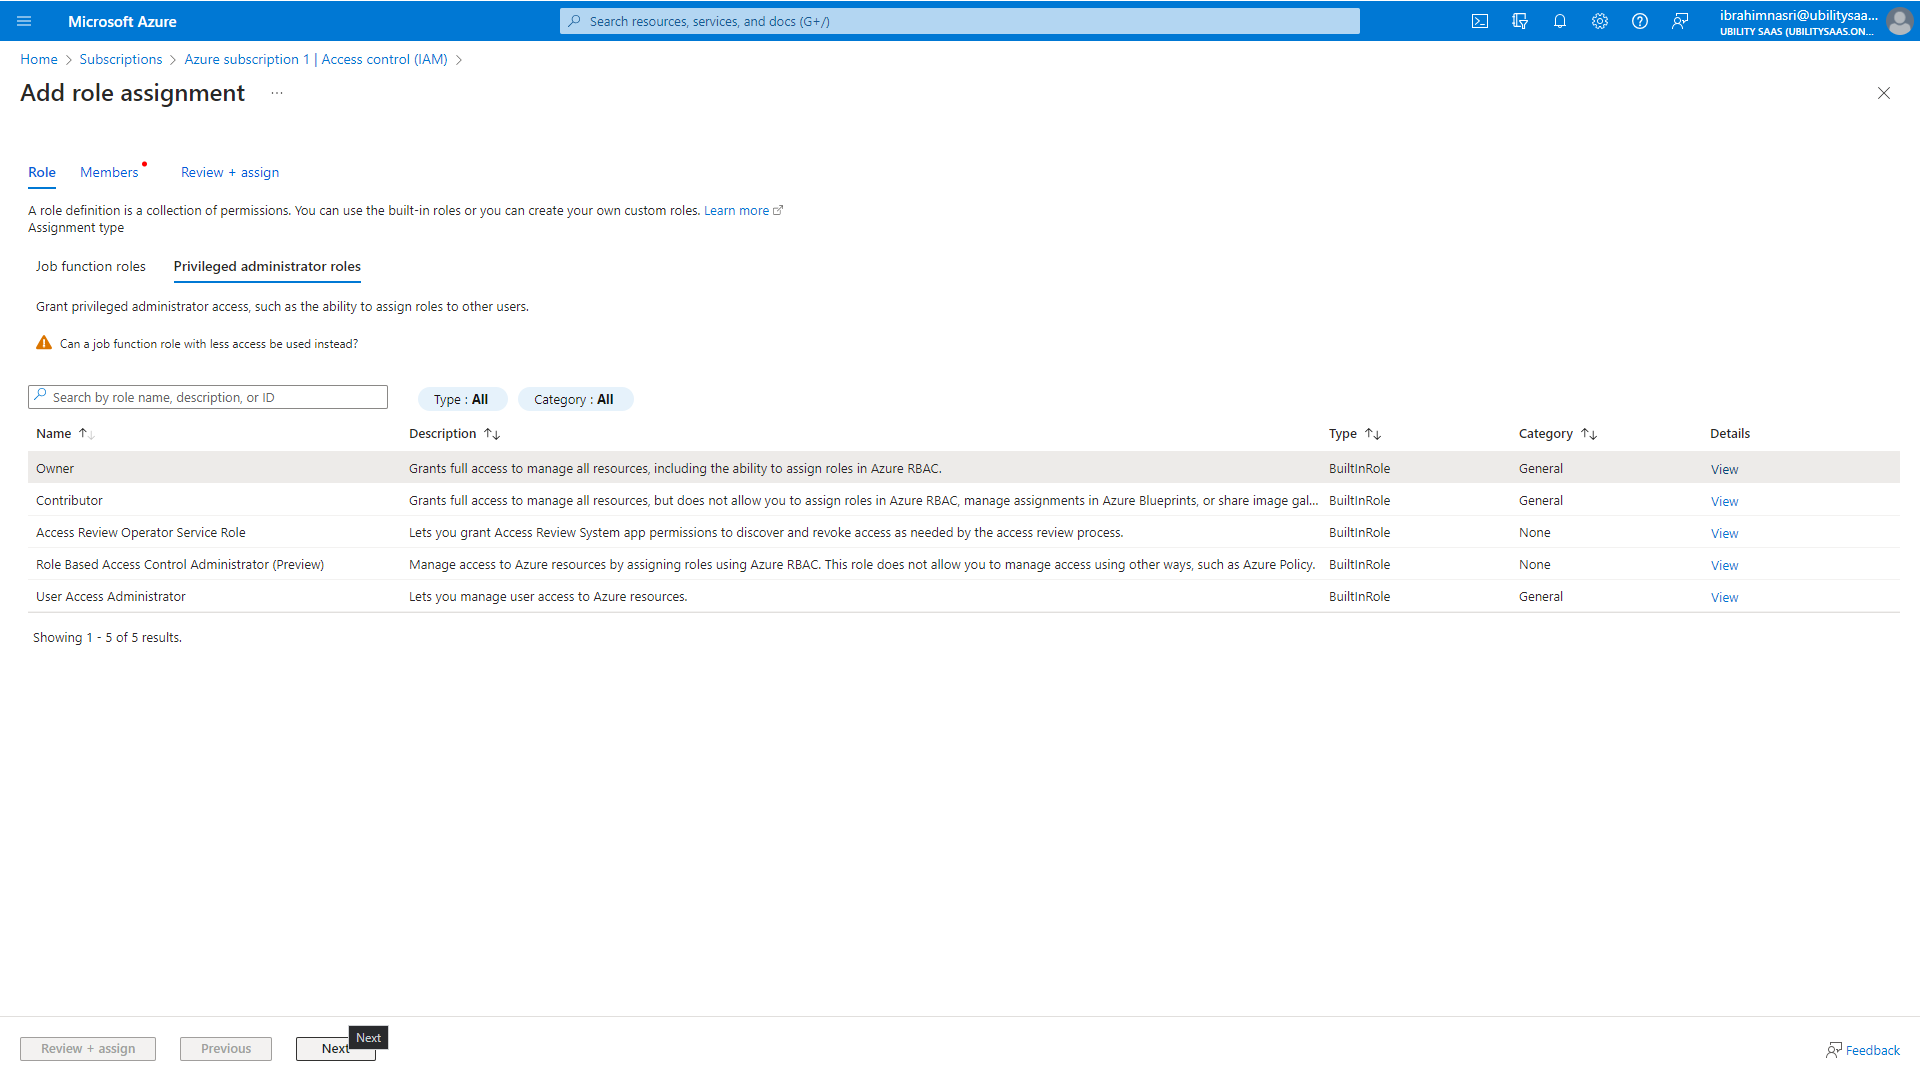 Microsoft Azure
Search resources, services, and docs (G+/)
ibrahimnasri@ubilitysaa...
UBILITY SAAS (UBILITYSAAS.ON...
Home > Subscriptions > Azure subscription 1 | Access control (IAM) >
Add role assignment ...
Role Members Review + assign
A role definition is a collection of permissions. You can use the built-in roles or you can create your own custom roles. Learn more
Assignment type
Job function roles Privileged administrator roles
Grant privileged administrator access, such as the ability to assign roles to other users.
Can a job function role with less access be used instead?
Search by role name, description, or ID
Type : All Category : All
Name ↑↓ Description ↑↓ Type ↑↓ Category ↑↓ Details
Owner Grants full access to manage all resources, including the ability to assign roles in Azure RBAC. BuiltInRole General View
Contributor Grants full access to manage all resources, but does not allow you to assign roles in Azure RBAC, manage assignments in Azure Blueprints, or share image gal... BuiltInRole General View
Access Review Operator Service Role Lets you grant Access Review System app permissions to discover and revoke access as needed by the access review process. BuiltInRole None View
Role Based Access Control Administrator (Preview) Manage access to Azure resources by assigning roles using Azure RBAC. This role does not allow you to manage access using other ways, such as Azure Policy. BuiltInRole None View
User Access Administrator Lets you manage user access to Azure resources. BuiltInRole General View
Showing 1 - 5 of 5 results.
Next
Review + assign Previous Next
Feedback